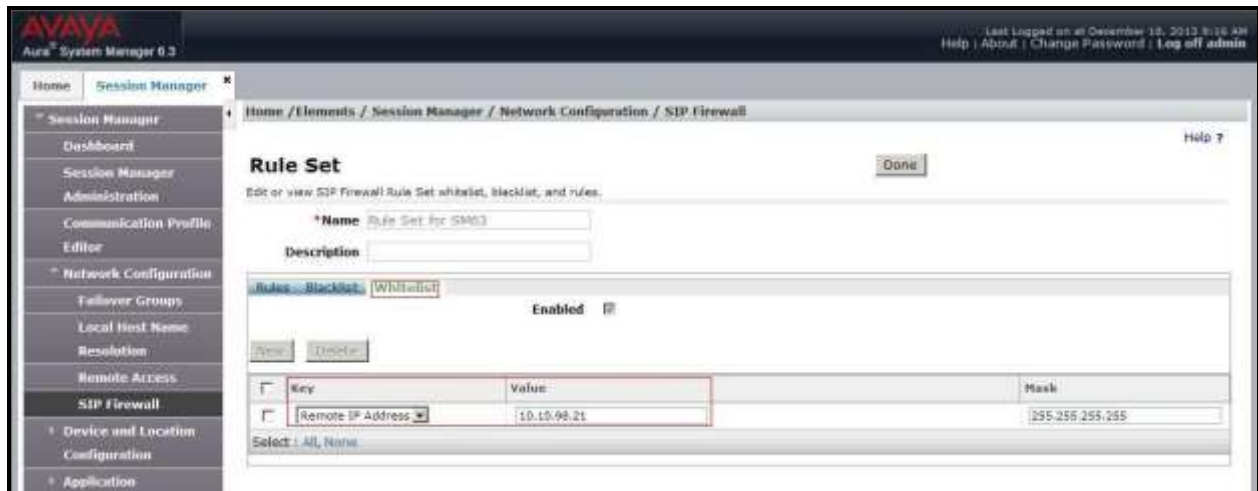 AVAYA
Aura® System Manager 6.3
Last Logged on at December 10, 2013 9:16 AM
Help | About | Change Password | Log off admin
Home Session Manager ×
Session Manager
Dashboard
Session Manager
Administration
Communication Profile
Editor
Network Configuration
Failover Groups
Local Host Name
Resolution
Remote Access
SIP Firewall
Device and Location
Configuration
Application
Home /Elements / Session Manager / Network Configuration / SIP Firewall
Help ?
Rule Set
Done
Edit or view SIP Firewall Rule Set whitelist, blacklist, and rules.
*Name Rule Set for SM63
Description
Rules Blacklist Whitelist
Enabled
New Delete
Key Value Mask
Remote IP Address 10.10.98.21 255.255.255.255
Select : All, None